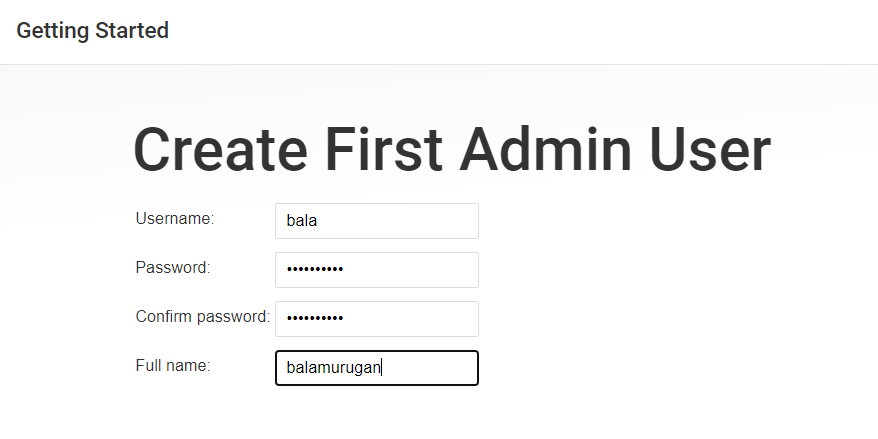 Getting Started
Create First Admin User
Username: bala
Password: ••••••••••
Confirm password: ••••••••••
Full name: balamurugan